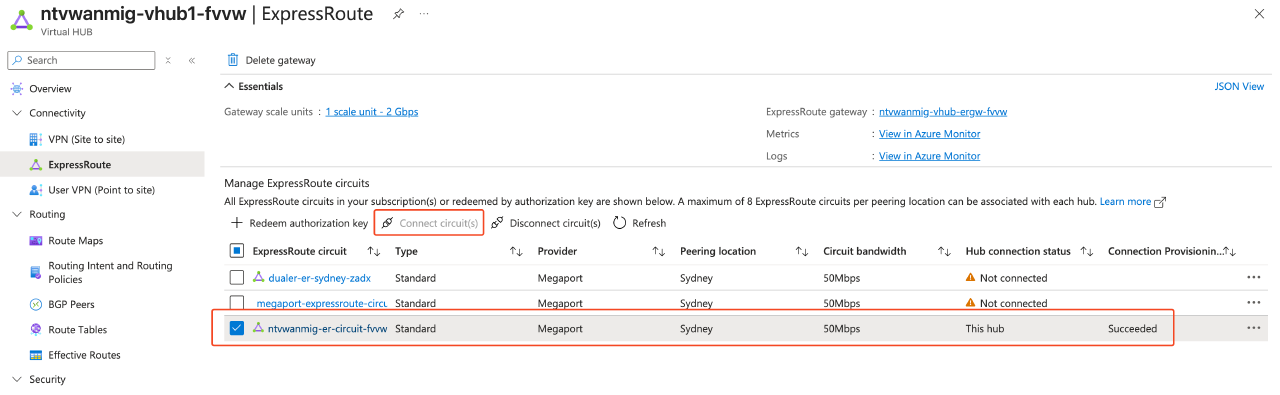 ntvwanmig-vhub1-fvvw | ExpressRoute
Virtual HUB
Search
Overview
Connectivity
VPN (Site to site)
ExpressRoute
User VPN (Point to site)
Routing
Route Maps
Routing Intent and Routing
Policies
BGP Peers
Route Tables
Effective Routes
Security
Delete gateway
Essentials
JSON View
Gateway scale units : 1 scale unit - 2 Gbps
ExpressRoute gateway : ntvwanmig-vhub-ergw-fvvw
Metrics : View in Azure Monitor
Logs : View in Azure Monitor
Manage ExpressRoute circuits
All ExpressRoute circuits in your subscription(s) or redeemed by authorization key are shown below. A maximum of 8 ExpressRoute circuits per peering location can be associated with each hub. Learn more
Redeem authorization key Connect circuit(s) Disconnect circuit(s) Refresh
ExpressRoute circuit Type Provider Peering location Circuit bandwidth Hub connection status Connection Provisionin...
dualer-er-sydney-zadx Standard Megaport Sydney 50Mbps Not connected
megaport-expressroute-circu Standard Megaport Sydney 50Mbps Not connected
ntvwanmig-er-circuit-fvvw Standard Megaport Sydney 50Mbps This hub Succeeded